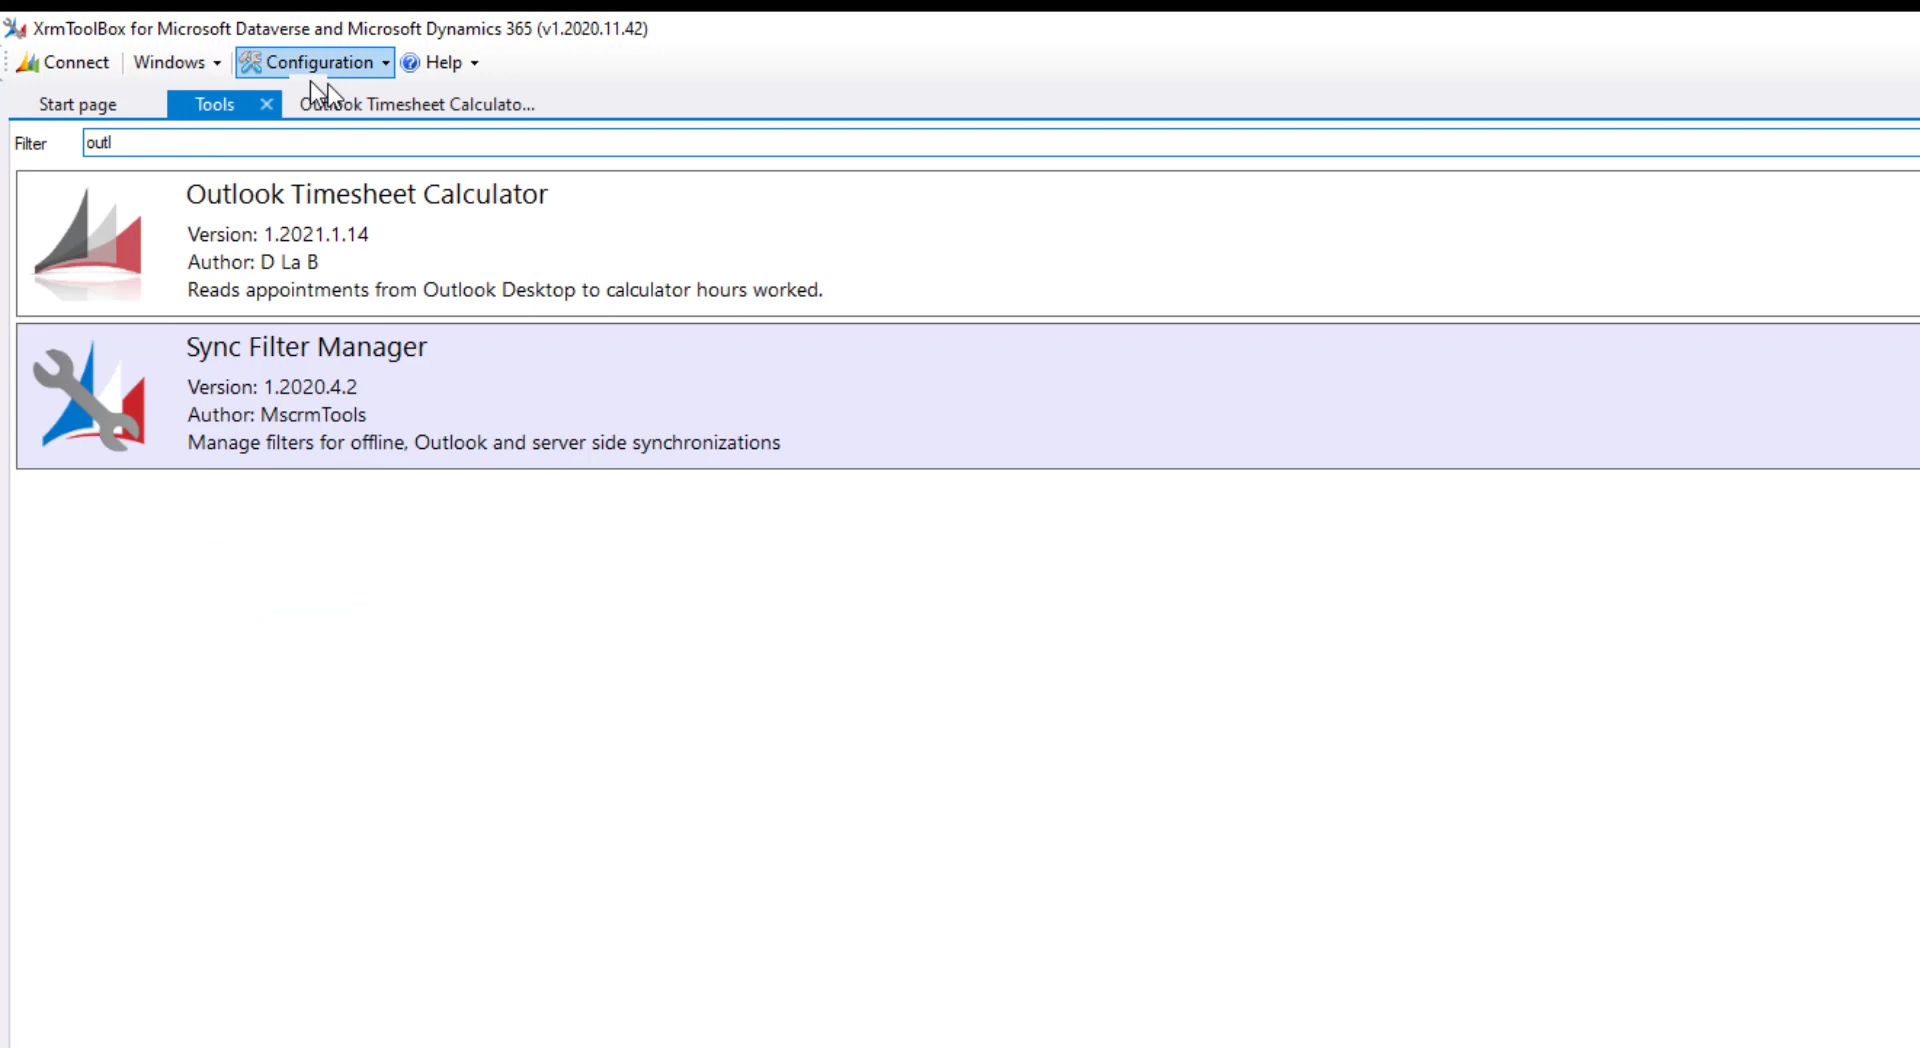 XrmToolBox for Microsoft Dataverse and Microsoft Dynamics 365 (v1.2020.11.42)
Connect Windows Configuration Help
Start page Tools Outlook Timesheet Calculato...
Filter outl
Outlook Timesheet Calculator
Version: 1.2021.1.14
Author: D La B
Reads appointments from Outlook Desktop to calculator hours worked.
Sync Filter Manager
Version: 1.2020.4.2
Author: MscrmTools
Manage filters for offline, Outlook and server side synchronizations